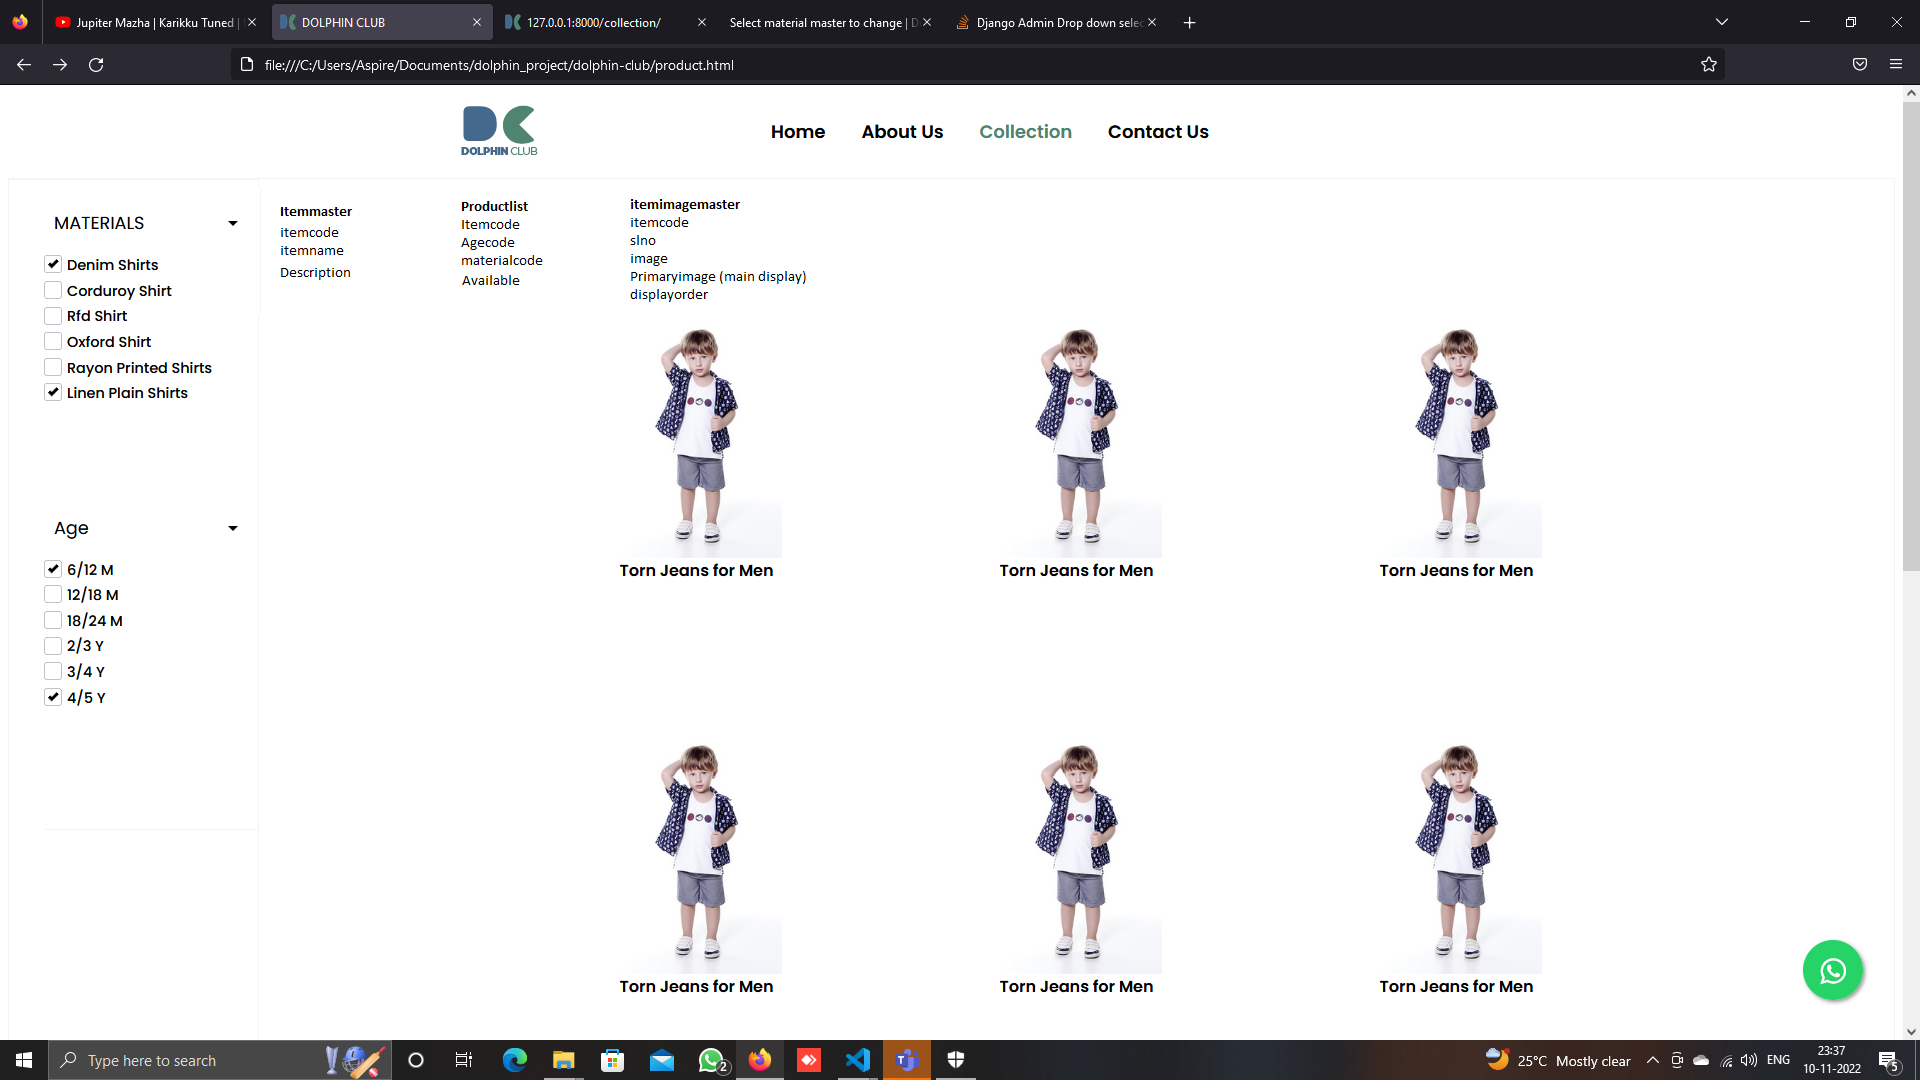 Jupiter Mazha | Karikku Tuned |
DOLPHIN CLUB
127.0.0.1:8000/collection/
Select material master to change | D
Django Admin Drop down selec
file:///C:/Users/Aspire/Documents/dolphin_project/dolphin-club/product.html
DOLPHIN CLUB
Home
About Us
Collection
Contact Us
MATERIALS
Denim Shirts
Corduroy Shirt
Rfd Shirt
Oxford Shirt
Rayon Printed Shirts
Linen Plain Shirts
Age
6/12 M
12/18 M
18/24 M
2/3 Y
3/4 Y
4/5 Y
Itemmaster
itemcode
itemname
Description
Productlist
Itemcode
Agecode
materialcode
Available
itemimagemaster
itemcode
slno
image
Primaryimage (main display)
displayorder
Torn Jeans for Men
Torn Jeans for Men
Torn Jeans for Men
Torn Jeans for Men
Torn Jeans for Men
Torn Jeans for Men
Type here to search
2
25°C Mostly clear
ENG
23:37
10-11-2022
5